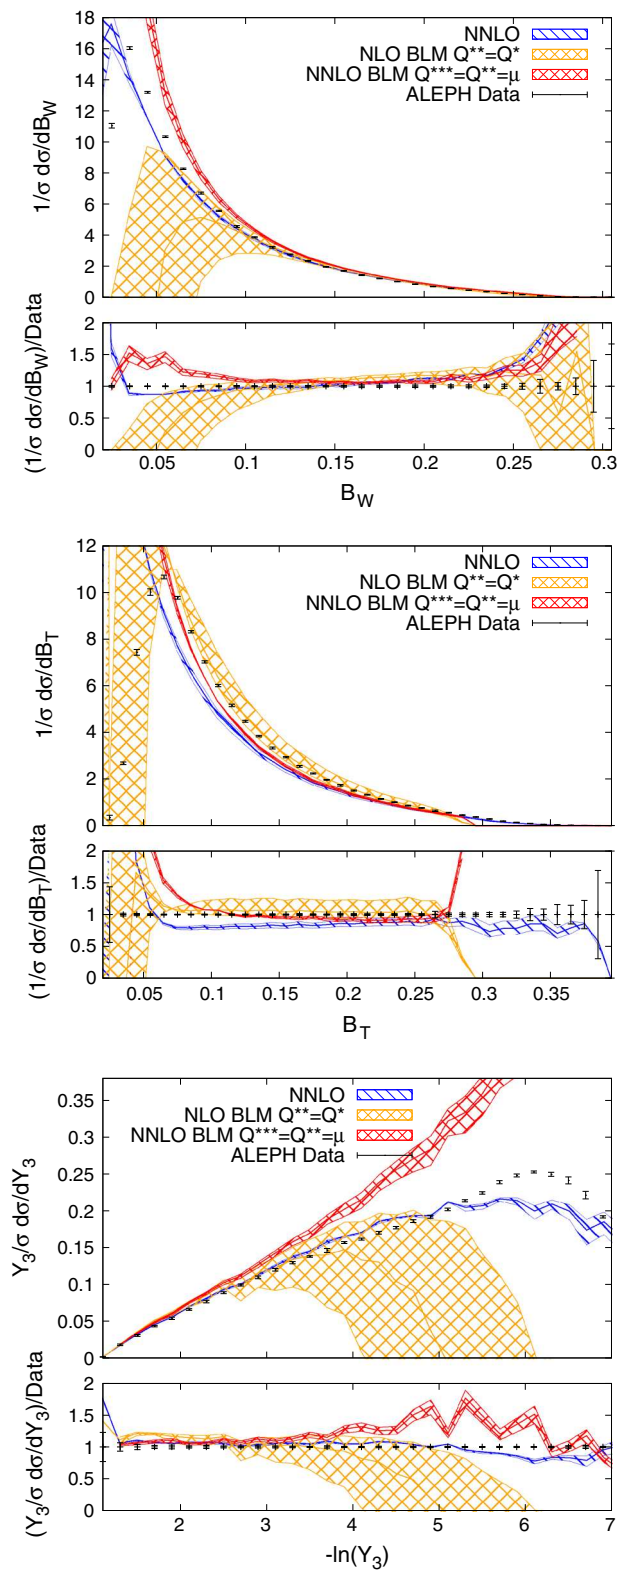 NNLO
NLO BLM Q**=Q*
NNLO BLM Q***=Q**=μ
ALEPH Data
1/σ dσ/dB_W
18
16
14
12
10
8
6
4
2
0
(1/σ dσ/dB_W)/Data
2
1.5
1
0.5
0
0.05 0.1 0.15 0.2 0.25 0.3
B_W
NNLO
NLO BLM Q**=Q*
NNLO BLM Q***=Q**=μ
ALEPH Data
1/σ dσ/dB_T
12
10
8
6
4
2
0
(1/σ dσ/dB_T)/Data
2
1.5
1
0.5
0
0.05 0.1 0.15 0.2 0.25 0.3 0.35
B_T
NNLO
NLO BLM Q**=Q*
NNLO BLM Q***=Q**=μ
ALEPH Data
Y_3/σ dσ/dY_3
0.35
0.3
0.25
0.2
0.15
0.1
0.05
0
(Y_3/σ dσ/dY_3)/Data
2
1.5
1
0.5
0
2 3 4 5 6 7
-ln(Y_3)